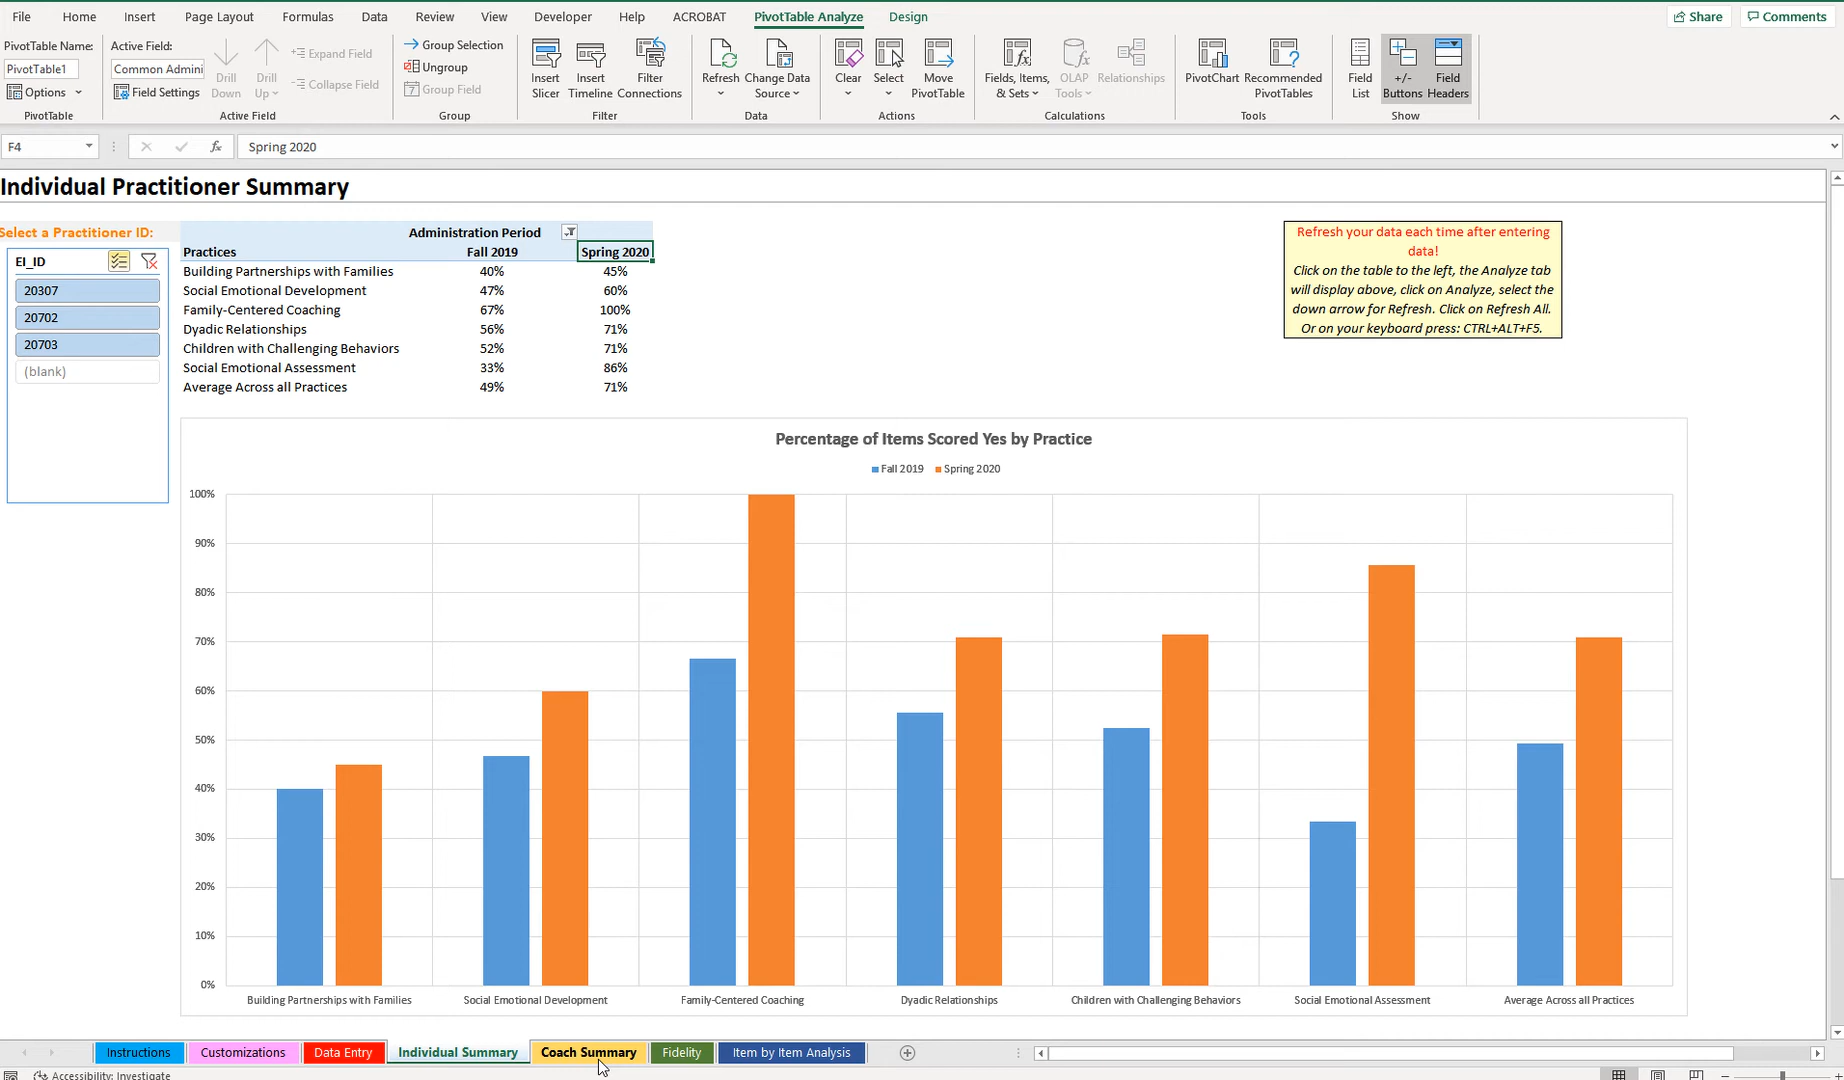 File Home Insert Page Layout Formulas Data Review View Developer Help ACROBAT PivotTable Analyze Design Share Comments
PivotTable Name:
PivotTable1
Options
PivotTable
Active Field:
Common Admini
Field Settings
Drill Down
Drill Up
Expand Field
Collapse Field
Active Field
Group Selection
Ungroup
Group Field
Group
Insert Slicer
Insert Timeline
Filter Connections
Filter
Refresh
Change Data Source
Data
Clear
Select
Move PivotTable
Actions
Fields, Items, & Sets
OLAP Tools
Relationships
Calculations
PivotChart
Recommended PivotTables
Tools
Field List
+/- Buttons
Field Headers
Show
F4 fx Spring 2020
Individual Practitioner Summary
Select a Practitioner ID:
EI_ID
20307
20702
20703
(blank)
Administration Period
Practices Fall 2019 Spring 2020
Building Partnerships with Families 40% 45%
Social Emotional Development 47% 60%
Family-Centered Coaching 67% 100%
Dyadic Relationships 56% 71%
Children with Challenging Behaviors 52% 71%
Social Emotional Assessment 33% 86%
Average Across all Practices 49% 71%
Refresh your data each time after entering
data!
Click on the table to the left, the Analyze tab
will display above, click on Analyze, select the
down arrow for Refresh. Click on Refresh All.
Or on your keyboard press: CTRL+ALT+F5.
Percentage of Items Scored Yes by Practice
Fall 2019 Spring 2020
100%
90%
80%
70%
60%
50%
40%
30%
20%
10%
0%
Building Partnerships with Families Social Emotional Development Family-Centered Coaching Dyadic Relationships Children with Challenging Behaviors Social Emotional Assessment Average Across all Practices
Instructions Customizations Data Entry Individual Summary Coach Summary Fidelity Item by Item Analysis
Accessibility: Investigate